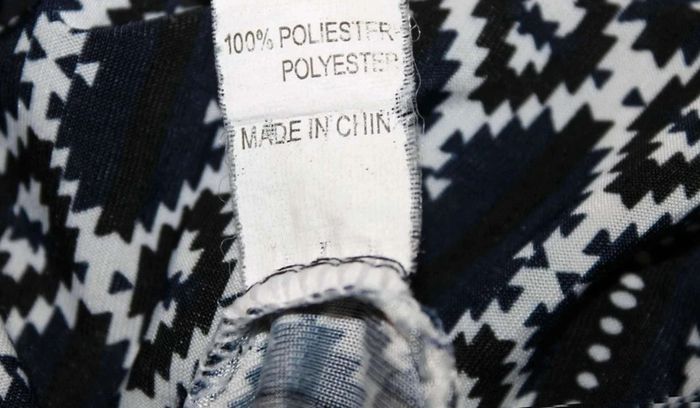 100% POLIESTER-
POLYESTER
MADE IN CHIN